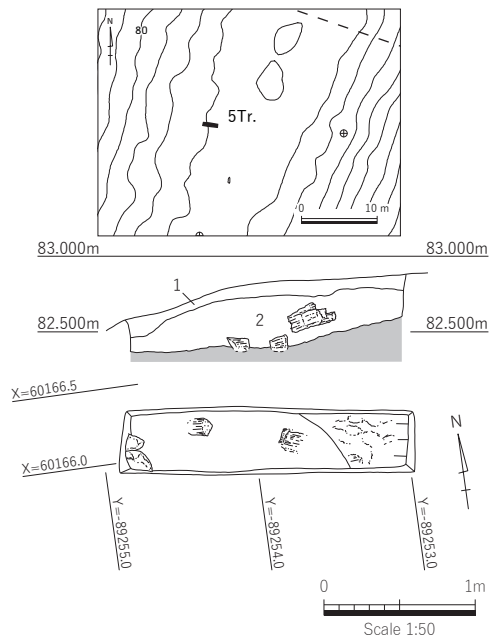 N
80
5Tr.
0 10 m
83.000m 83.000m
1
2
82.500m 82.500m
X=60166.5
X=60166.0
N
Y=-89255.0
Y=-89254.0
Y=-89253.0
0 1m
Scale 1:50